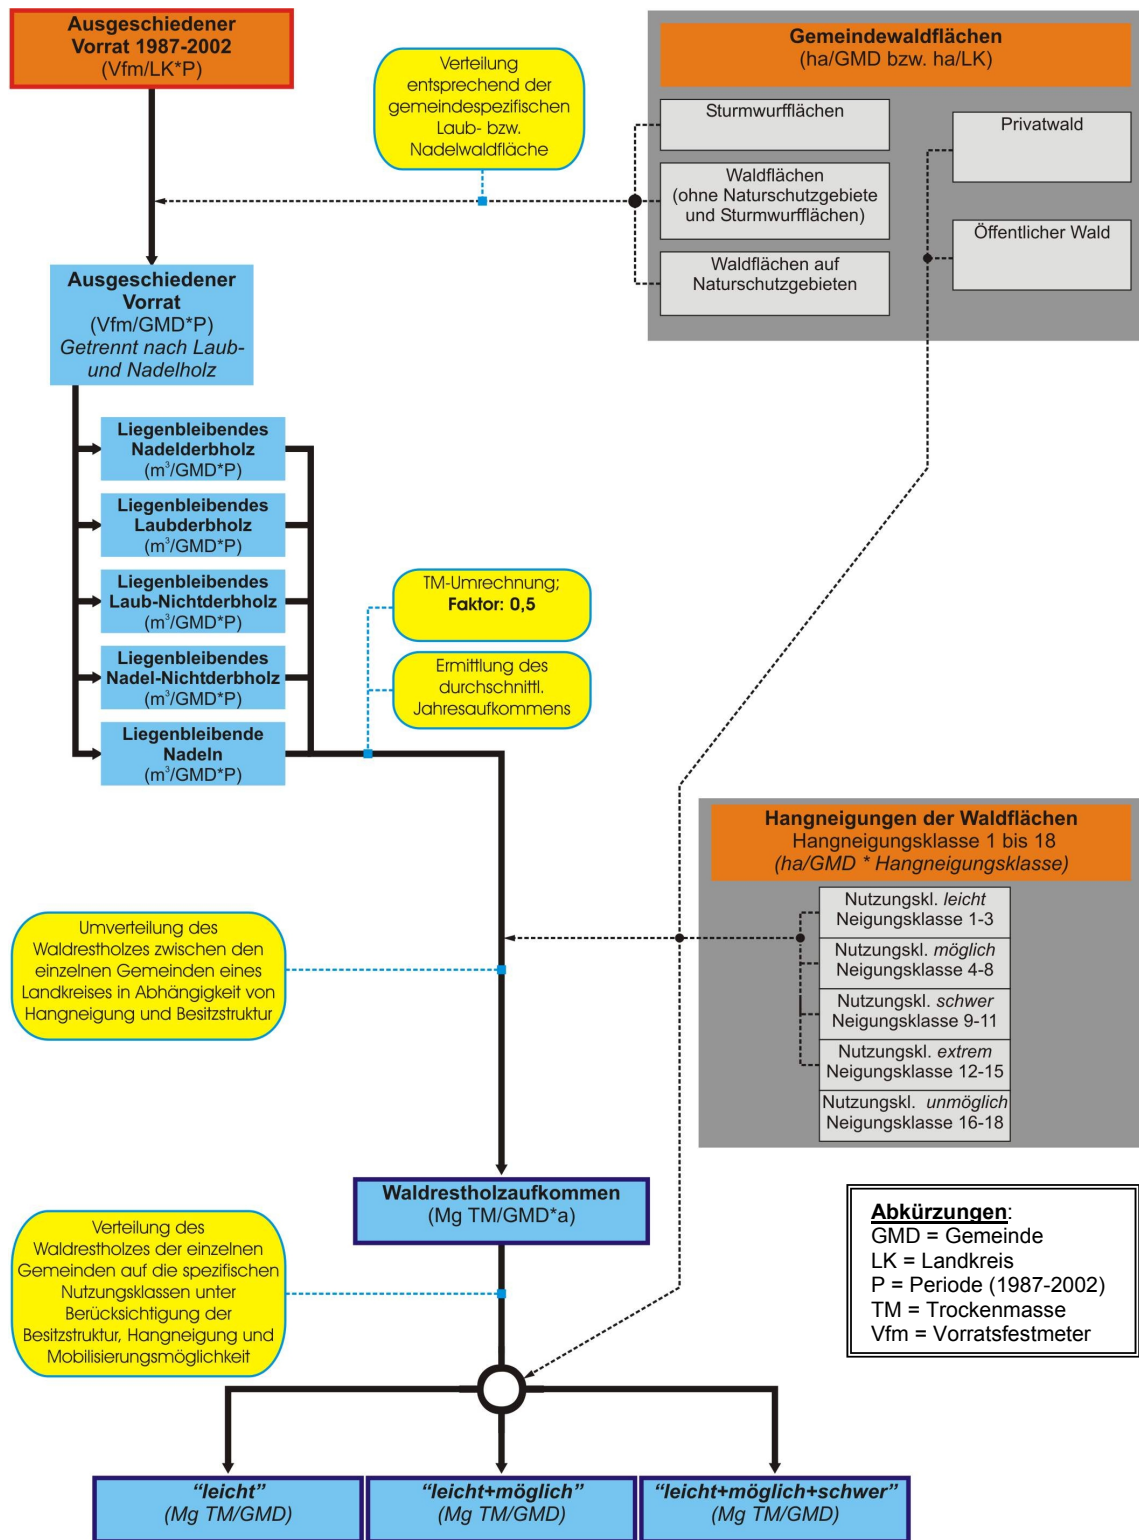 Ausgeschiedener
Vorrat 1987-2002
(Vfm/LK*P)
Verteilung
entsprechend der
gemeindespezifischen
Laub- bzw.
Nadelwaldfläche
Gemeindewaldflächen
(ha/GMD bzw. ha/LK)
Sturmwurfflächen
Waldflächen
(ohne Naturschutzgebiete
und Sturmwurfflächen)
Waldflächen auf
Naturschutzgebieten
Privatwald
Öffentlicher Wald
Ausgeschiedener
Vorrat
(Vfm/GMD*P)
Getrennt nach Laub-
und Nadelholz
Liegenbleibendes
Nadelderbholz
(m³/GMD*P)
Liegenbleibendes
Laubderbholz
(m³/GMD*P)
Liegenbleibendes
Laub-Nichtderbholz
(m³/GMD*P)
Liegenbleibendes
Nadel-Nichtderbholz
(m³/GMD*P)
Liegenbleibende
Nadeln
(m³/GMD*P)
TM-Umrechnung;
Faktor: 0,5
Ermittlung des
durchschnittl.
Jahresaufkommens
Hangneigungen der Waldflächen
Hangneigungsklasse 1 bis 18
(ha/GMD * Hangneigungsklasse)
Nutzungskl. leicht
Neigungsklasse 1-3
Nutzungskl. möglich
Neigungsklasse 4-8
Nutzungskl. schwer
Neigungsklasse 9-11
Nutzungskl. extrem
Neigungsklasse 12-15
Nutzungskl. unmöglich
Neigungsklasse 16-18
Umverteilung des
Waldrestholzes zwischen den
einzelnen Gemeinden eines
Landkreises in Abhängigkeit von
Hangneigung und Besitzstruktur
Waldrestholzaufkommen
(Mg TM/GMD*a)
Verteilung des
Waldrestholzes der einzelnen
Gemeinden auf die spezifischen
Nutzungsklassen unter
Berücksichtigung der
Besitzstruktur, Hangneigung und
Mobilisierungsmöglichkeit
Abkürzungen:
GMD = Gemeinde
LK = Landkreis
P = Periode (1987-2002)
TM = Trockenmasse
Vfm = Vorratsfestmeter
“leicht”
(Mg TM/GMD)
“leicht+möglich”
(Mg TM/GMD)
“leicht+möglich+schwer”
(Mg TM/GMD)